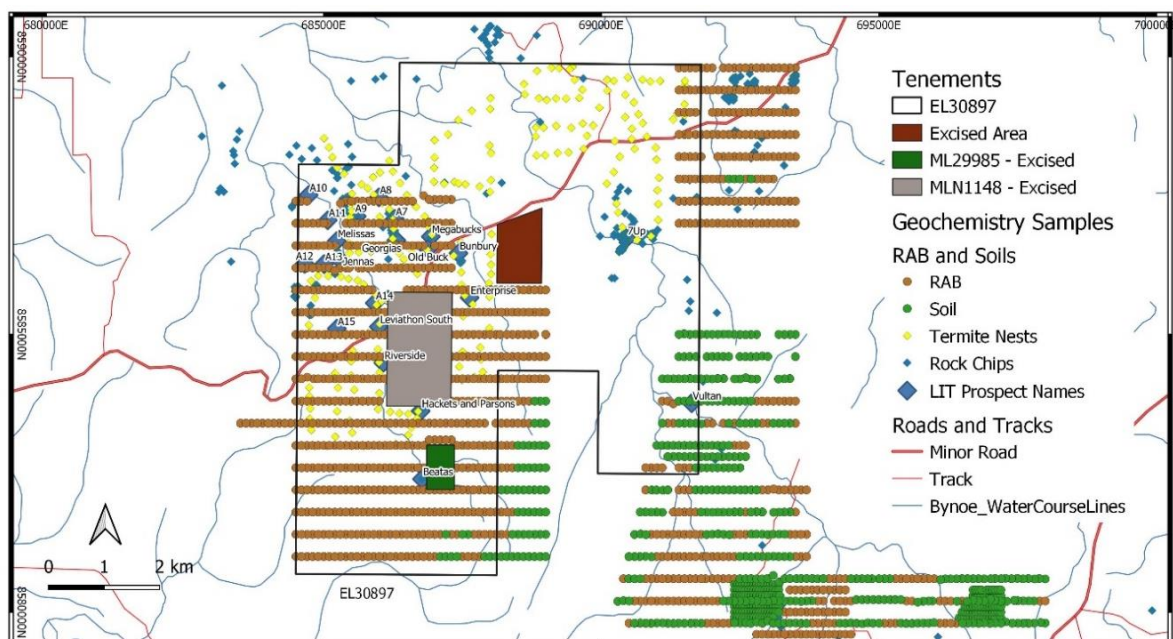 680000E
685000E
690000E
695000E
700000E
8590000N
8585000N
8580000N
Tenements
EL30897
Excised Area
ML29985 - Excised
MLN1148 - Excised
Geochemistry Samples
RAB and Soils
RAB
Soil
Termite Nests
Rock Chips
LIT Prospect Names
Roads and Tracks
Minor Road
Track
Bynoe_WaterCourseLines
A10
A8
A11
A9
A7
Melissas
Megabucks
Georgias
Bunbury
A12
A13
Jennas
Old Buck
7Up
Enterprise
A14
A15
Leviathon South
Riverside
Vultan
Hackets and Parsons
Beatas
0 1 2 km
EL30897